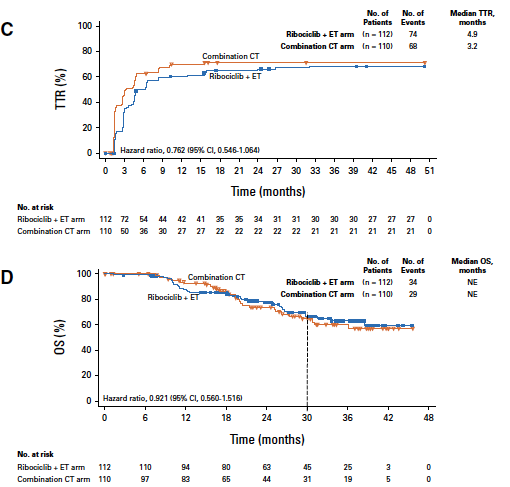 C
No. of No. of Median TTR,
Patients Events months
Ribociclib + ET arm (n = 112) 74 4.9
Combination CT arm (n = 110) 68 3.2
TTR (%)
100
80
60
40
20
0
Combination CT
Ribociclib + ET
Hazard ratio, 0.762 (95% CI, 0.546-1.064)
0 3 6 9 12 15 18 21 24 27 30 33 36 39 42 45 48 51
Time (months)
No. at risk
Ribociclib + ET arm 112 72 54 44 42 41 35 35 34 31 31 30 30 30 27 27 27 0
Combination CT arm 110 50 36 30 27 27 22 22 22 22 22 21 21 21 21 21 21 0
D
No. of No. of Median OS,
Patients Events months
Ribociclib + ET arm (n = 112) 34 NE
Combination CT arm (n = 110) 29 NE
OS (%)
100
80
60
40
20
0
Combination CT
Ribociclib + ET
Hazard ratio, 0.921 (95% CI, 0.560-1.516)
0 6 12 18 24 30 36 42 48
Time (months)
No. at risk
Ribociclib + ET arm 112 110 94 80 63 45 25 3 0
Combination CT arm 110 97 83 65 44 31 19 5 0